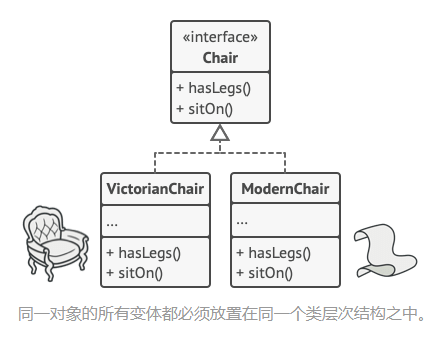 «interface»
Chair
+ hasLegs()
+ sitOn()
VictorianChair
...
+ hasLegs()
+ sitOn()
ModernChair
...
+ hasLegs()
+ sitOn()
同一对象的所有变体都必须放置在同一个类层次结构之中。